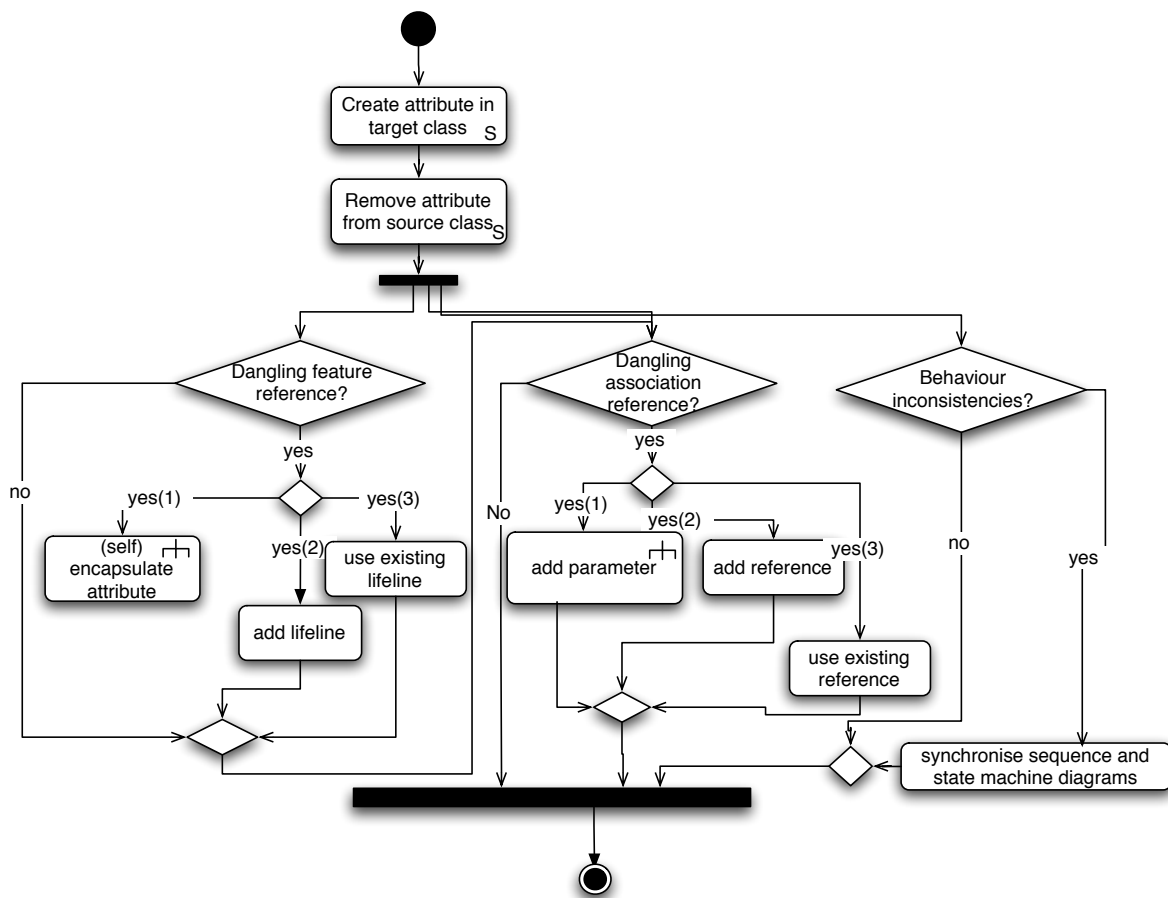 Create attribute in
target class
S
Remove attribute
from source class
S
Dangling feature
reference?
Dangling
association
reference?
Behaviour
inconsistencies?
yes
yes
no
yes(1)
yes(3)
No
yes(1)
yes(2)
yes(2)
yes(3)
no
yes
(self)
encapsulate
attribute
use existing
lifeline
add parameter
add reference
add lifeline
use existing
reference
synchronise sequence and
state machine diagrams